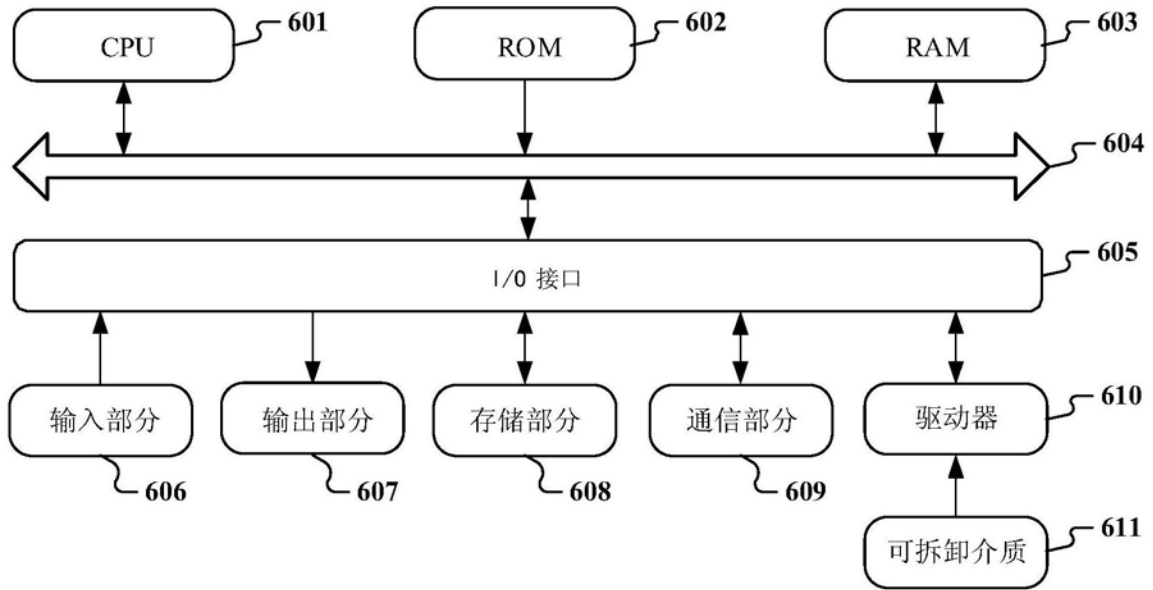 CPU
601
ROM
602
RAM
603
604
I/O 接口
605
输入部分
输出部分
存储部分
通信部分
驱动器
610
606
607
608
609
可拆卸介质
611